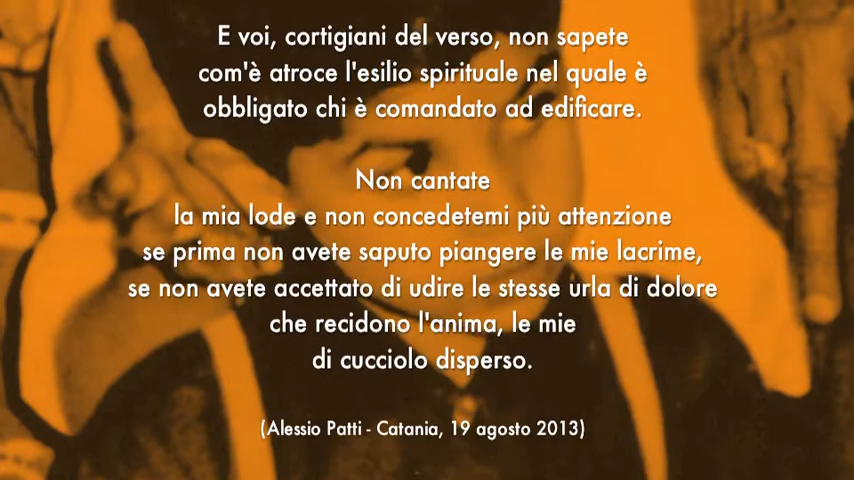 E voi, cortigiani del verso, non sapete
com'è atroce l'esilio spirituale nel quale è
obbligato chi è comandato ad edificare.
Non cantate
la mia lode e non concedetemi più attenzione
se prima non avete saputo piangere le mie lacrime,
se non avete accettato di udire le stesse urla di dolore
che recidono l'anima, le mie
di cucciolo disperso.
(Alessio Patti - Catania, 19 agosto 2013)